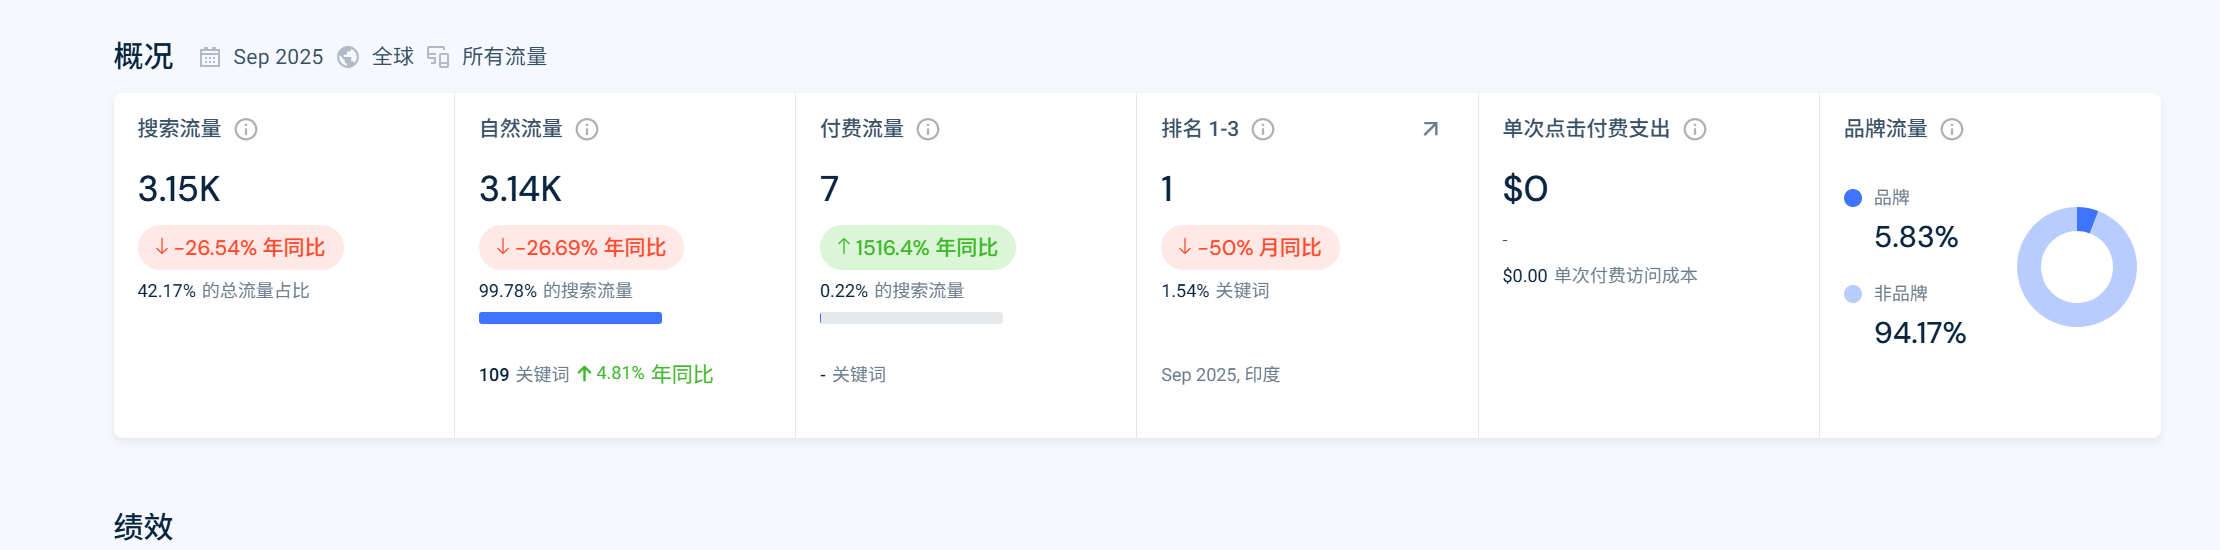 概况 Sep 2025 全球 所有流量
搜索流量
3.15K
-26.54% 年同比
42.17% 的总流量占比
自然流量
3.14K
-26.69% 年同比
99.78% 的搜索流量
109 关键词 4.81% 年同比
付费流量
7
1516.4% 年同比
0.22% 的搜索流量
- 关键词
排名 1-3
1
-50% 月同比
1.54% 关键词
Sep 2025, 印度
单次点击付费支出
$0
-
$0.00 单次付费访问成本
品牌流量
品牌
5.83%
非品牌
94.17%
绩效